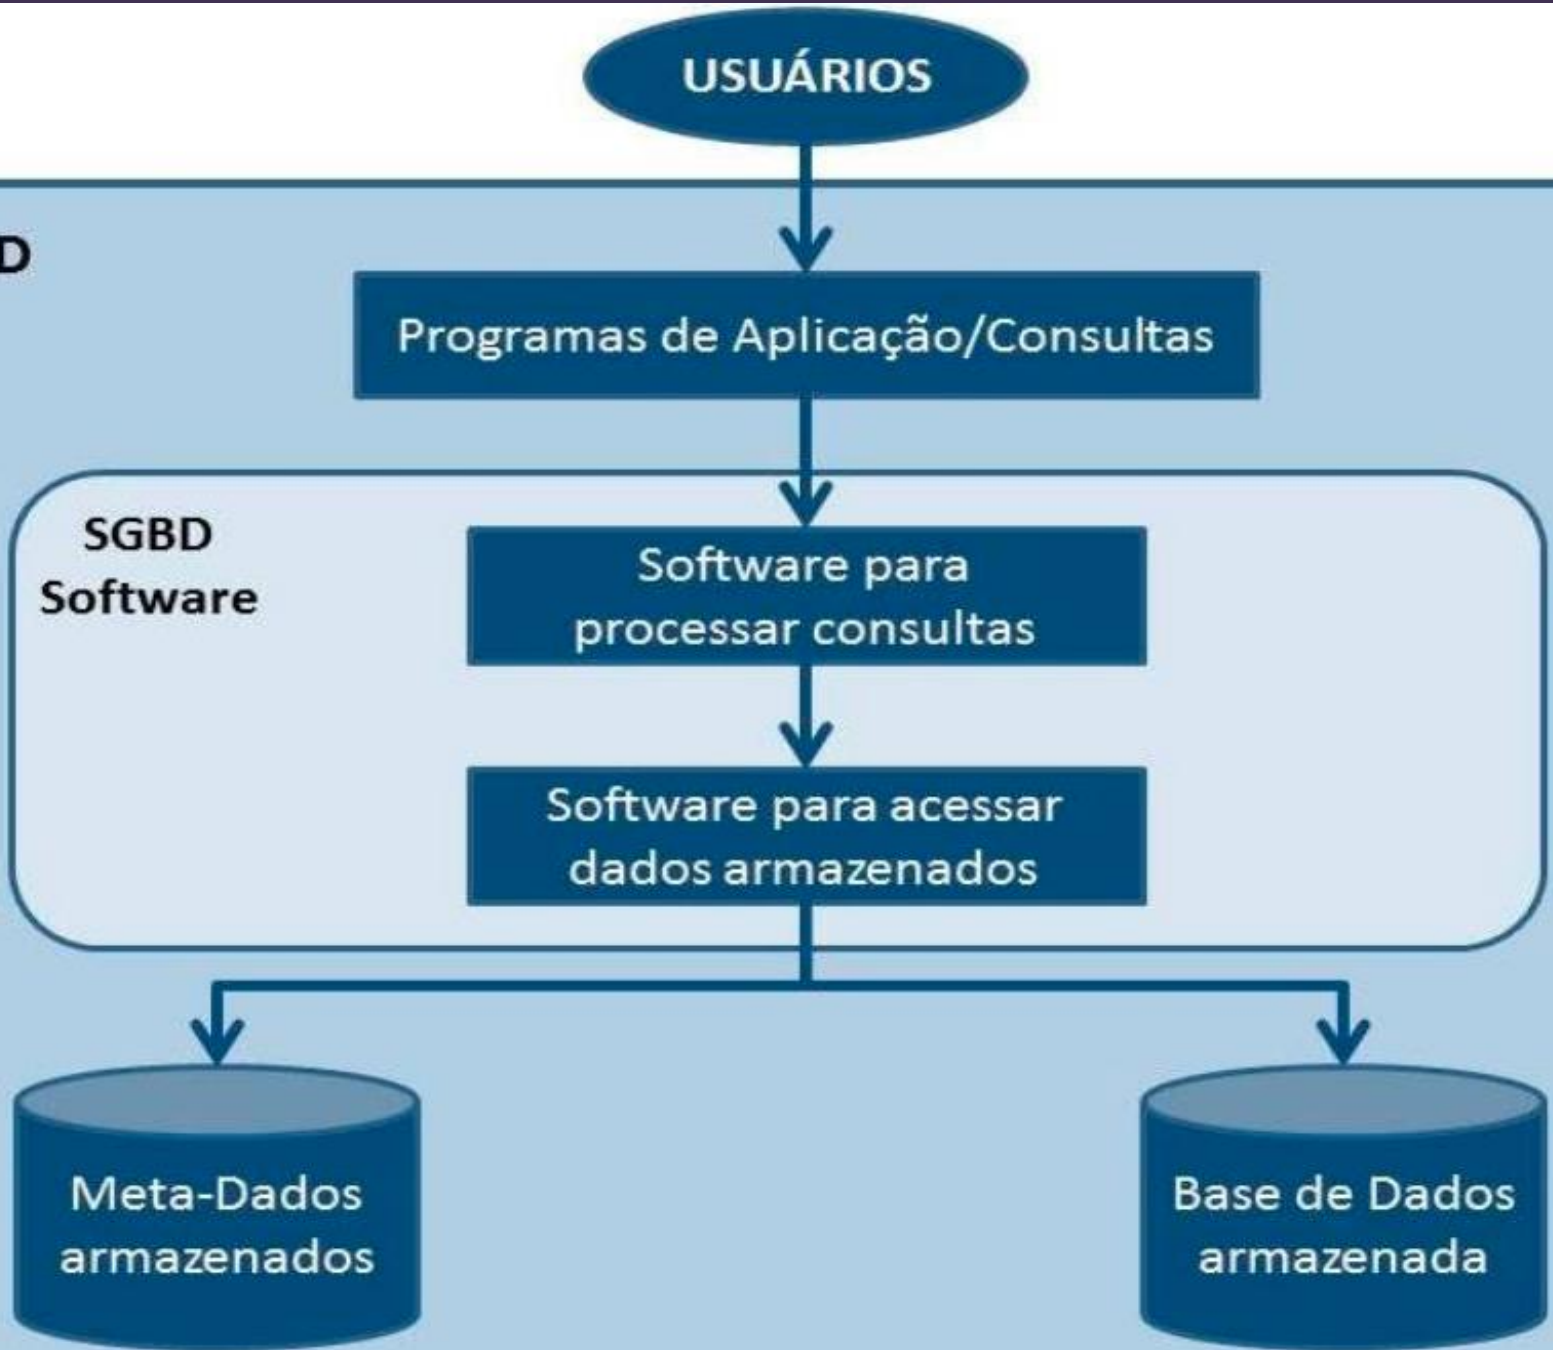 USUÁRIOS
D
Programas de Aplicação/Consultas
SGBD
Software
Software para
processar consultas
Software para acessar
dados armazenados
Meta-Dados
armazenados
Base de Dados
armazenada